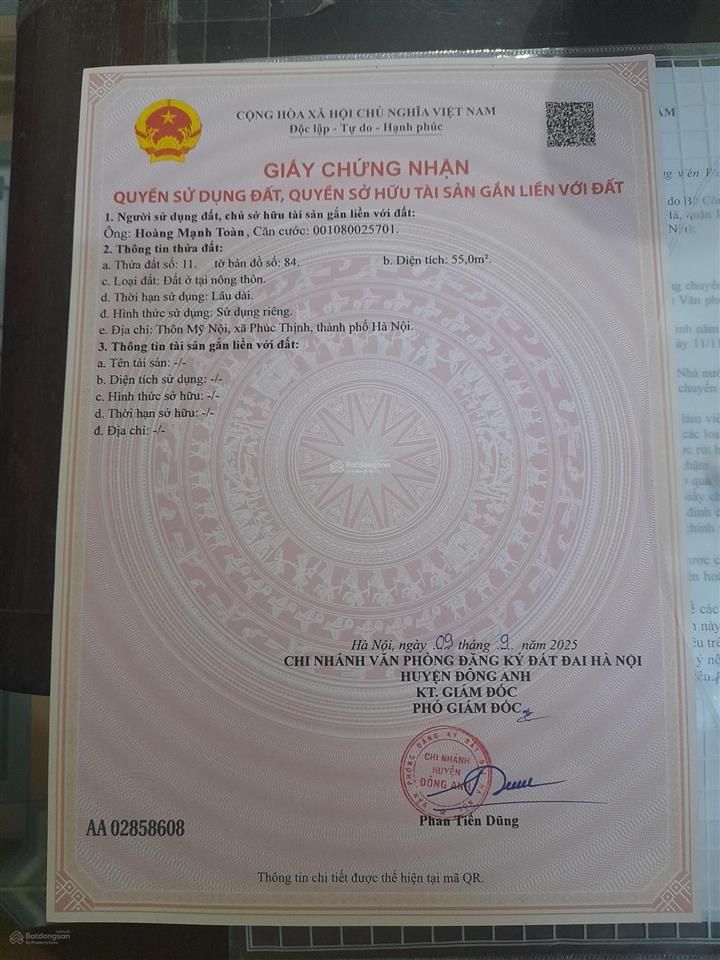 CỘNG HÒA XÃ HỘI CHỦ NGHĨA VIỆT NAM
Độc lập - Tự do - Hạnh phúc
GIẤY CHỨNG NHẬN
QUYỀN SỬ DỤNG ĐẤT, QUYỀN SỞ HỮU TÀI SẢN GẮN LIỀN VỚI ĐẤT
1. Người sử dụng đất, chủ sở hữu tài sản gắn liền với đất:
Ông: Hoàng Mạnh Toàn, Căn cước: 001080025701.
2. Thông tin thửa đất:
a. Thửa đất số: 11. tờ bản đồ số: 84. b. Diện tích: 55,0m².
c. Loại đất: Đất ở tại nông thôn.
d. Thời hạn sử dụng: Lâu dài.
đ. Hình thức sử dụng: Sử dụng riêng.
e. Địa chỉ: Thôn Mỹ Nội, xã Phúc Thịnh, thành phố Hà Nội.
3. Thông tin tài sản gắn liền với đất:
a. Tên tài sản: -/-
b. Diện tích sử dụng: -/-
c. Hình thức sở hữu: -/-
d. Thời hạn sở hữu: -/-
đ. Địa chỉ: -/-
Batdongsan
Hà Nội, ngày 09 tháng 9 năm 2025
CHI NHÁNH VĂN PHÒNG ĐĂNG KÝ ĐẤT ĐAI HÀ NỘI
HUYỆN ĐÔNG ANH
KT. GIÁM ĐỐC
PHÓ GIÁM ĐỐC
VĂN PHÒNG ĐĂNG KÝ ĐẤT
CHI NHÁNH
HUYỆN
ĐÔNG ANH
Phan Tiến Dũng
AA 02858608
Thông tin chi tiết được thể hiện tại mã QR.
Batdongsan
by PropertyGuru